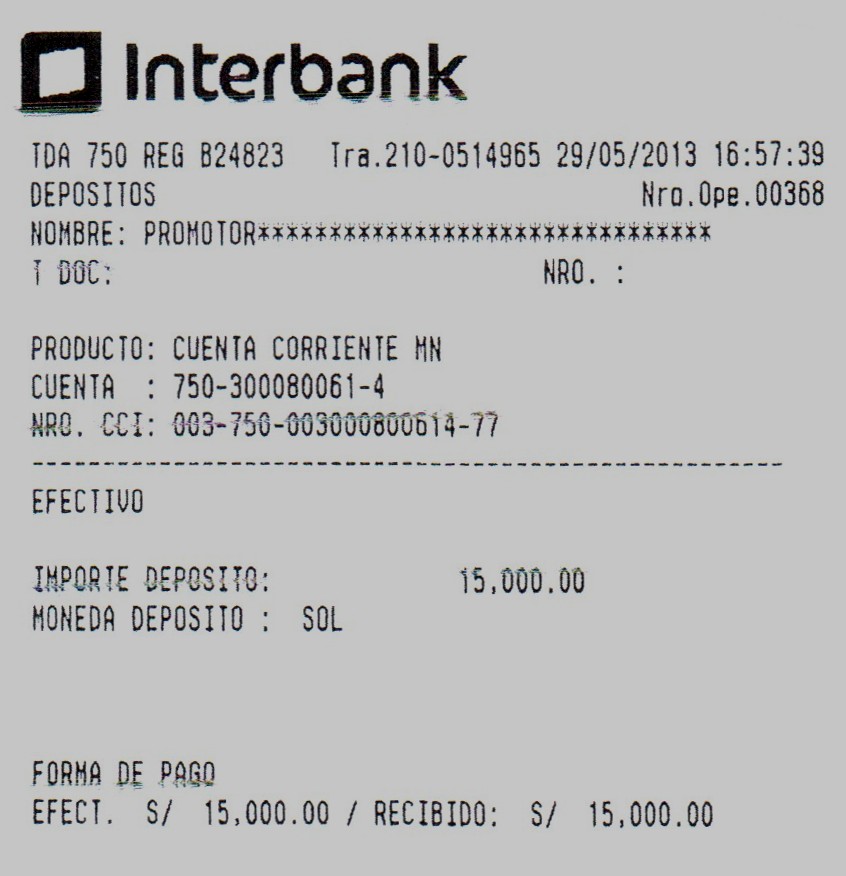 Interbank
TDA 750 REG B24823 Tra.210-0514965 29/05/2013 16:57:39
DEPOSITOS Nro.Ope.00368
NOMBRE: PROMOTOR********************************
T DOC: NRO. :
PRODUCTO: CUENTA CORRIENTE MN
CUENTA : 750-300080061-4
NRO. CCI: 003-750-003000800614-77
-----------------------------------------------------
EFECTIVO
IMPORTE DEPOSITO: 15,000.00
MONEDA DEPOSITO : SOL
FORMA DE PAGO
EFECT. S/ 15,000.00 / RECIBIDO: S/ 15,000.00